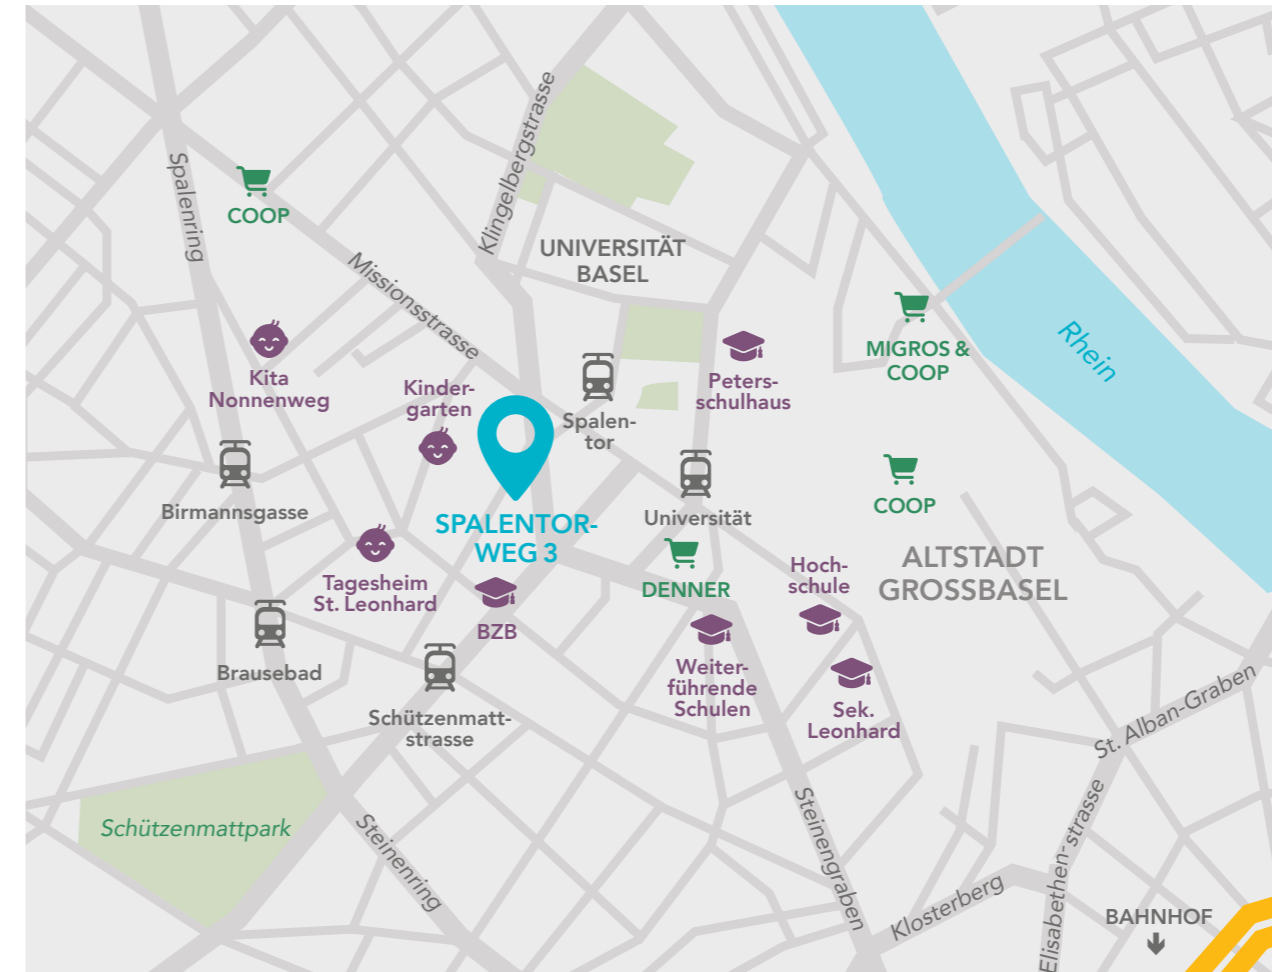 Spalenring
COOP
Klingelbergstrasse
Missionsstrasse
UNIVERSITÄT
BASEL
Rhein
MIGROS &
COOP
Kita
Nonnenweg
Kinder-
garten
Peters-
schulhaus
Spalen-
tor
Birmannsgasse
SPALENTOR-
WEG 3
Universität
COOP
Tagesheim
St. Leonhard
DENNER
Hoch-
schule
ALTSTADT
GROSSBASEL
BZB
Brausebad
Weiter-
führende
Schulen
Sek.
Leonhard
Schützenmatt-
strasse
St. Alban-Graben
Schützenmattpark
Steinenring
Steinengraben
Klosterberg
Elisabethen-strasse
BAHNHOF